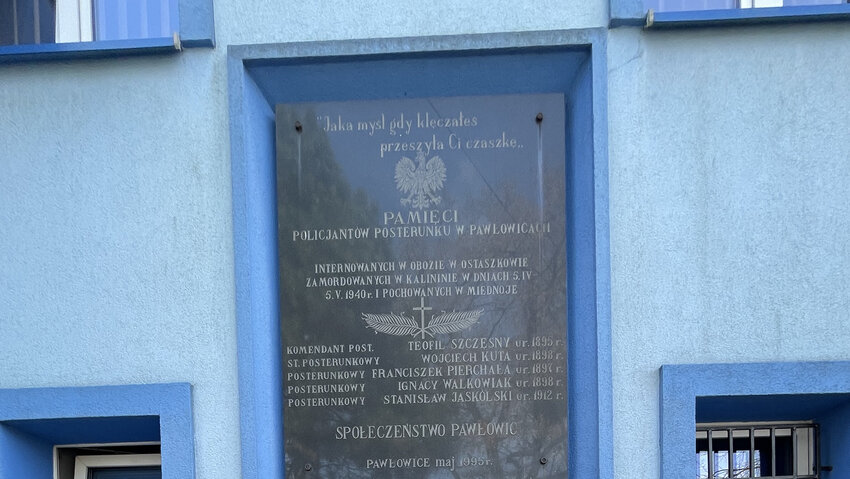 "Jaka myśl gdy klęczałeś
przeszyła Ci czaszkę„
PAMIĘCI
POLICJANTÓW POSTERUNKU W PAWŁOWICACH
INTERNOWANYCH W OBOZIE W OSTASZKOWIE
ZAMORDOWANYCH W KALININIE W DNIACH 5.IV
5.V.1940r. I POCHOWANYCH W MIEDNOJE
KOMENDANT POST. TEOFIL SZCZĘSNY ur. 1895 r.
ST. POSTERUNKOWY WOJCIECH KUTA ur. 1898 r.
POSTERUNKOWY FRANCISZEK PIERCHAŁA ur. 1897 r.
POSTERUNKOWY IGNACY WALKOWIAK ur. 1898 r.
POSTERUNKOWY STANISŁAW JASKÓLSKI ur. 1912 r.
SPOŁECZEŃSTWO PAWŁOWIC
PAWŁOWICE maj 1995 r.